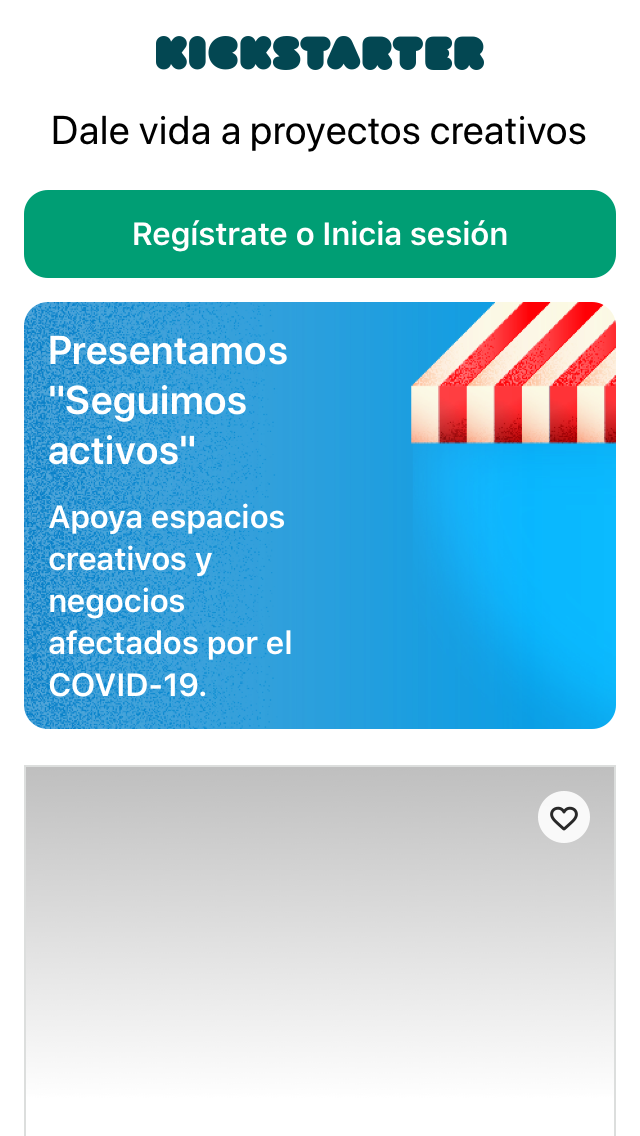 KICKSTARTER
Dale vida a proyectos creativos
Regístrate o Inicia sesión
Presentamos
"Seguimos
activos"
Apoya espacios
creativos y
negocios
afectados por el
COVID-19.